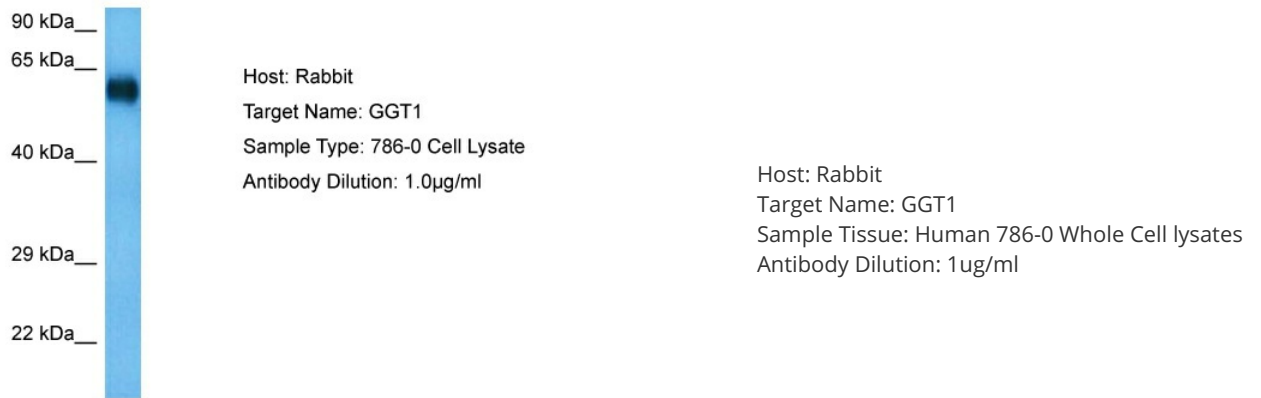 90 kDa__
65 kDa__
40 kDa__
29 kDa__
22 kDa__
Host: Rabbit
Target Name: GGT1
Sample Type: 786-0 Cell Lysate
Antibody Dilution: 1.0µg/ml
Host: Rabbit
Target Name: GGT1
Sample Tissue: Human 786-0 Whole Cell lysates
Antibody Dilution: 1ug/ml